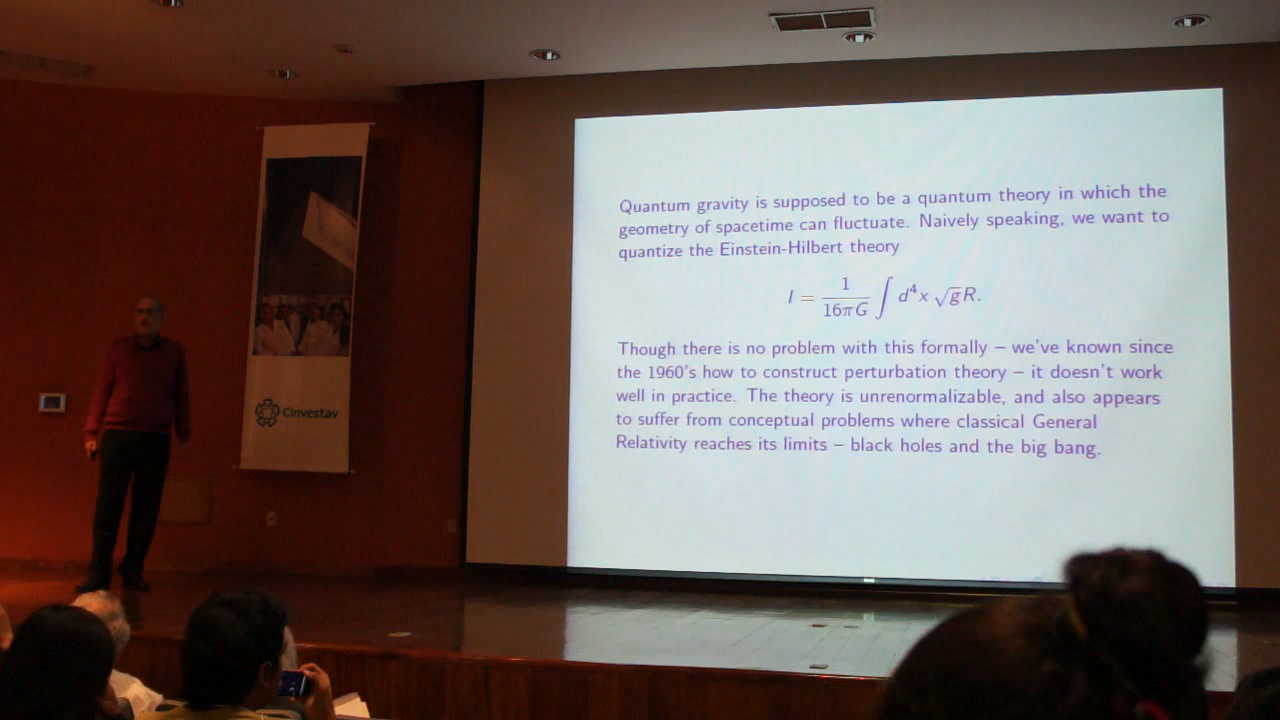 Quantum gravity is supposed to be a quantum theory in which the
geometry of spacetime can fluctuate. Naively speaking, we want to
quantize the Einstein-Hilbert theory
I = \frac{1}{16πG} ∫ d⁴x √g R.
Though there is no problem with this formally – we've known since
the 1960's how to construct perturbation theory – it doesn't work
well in practice. The theory is unrenormalizable, and also appears
to suffer from conceptual problems where classical General
Relativity reaches its limits – black holes and the big bang.
Cinvestav